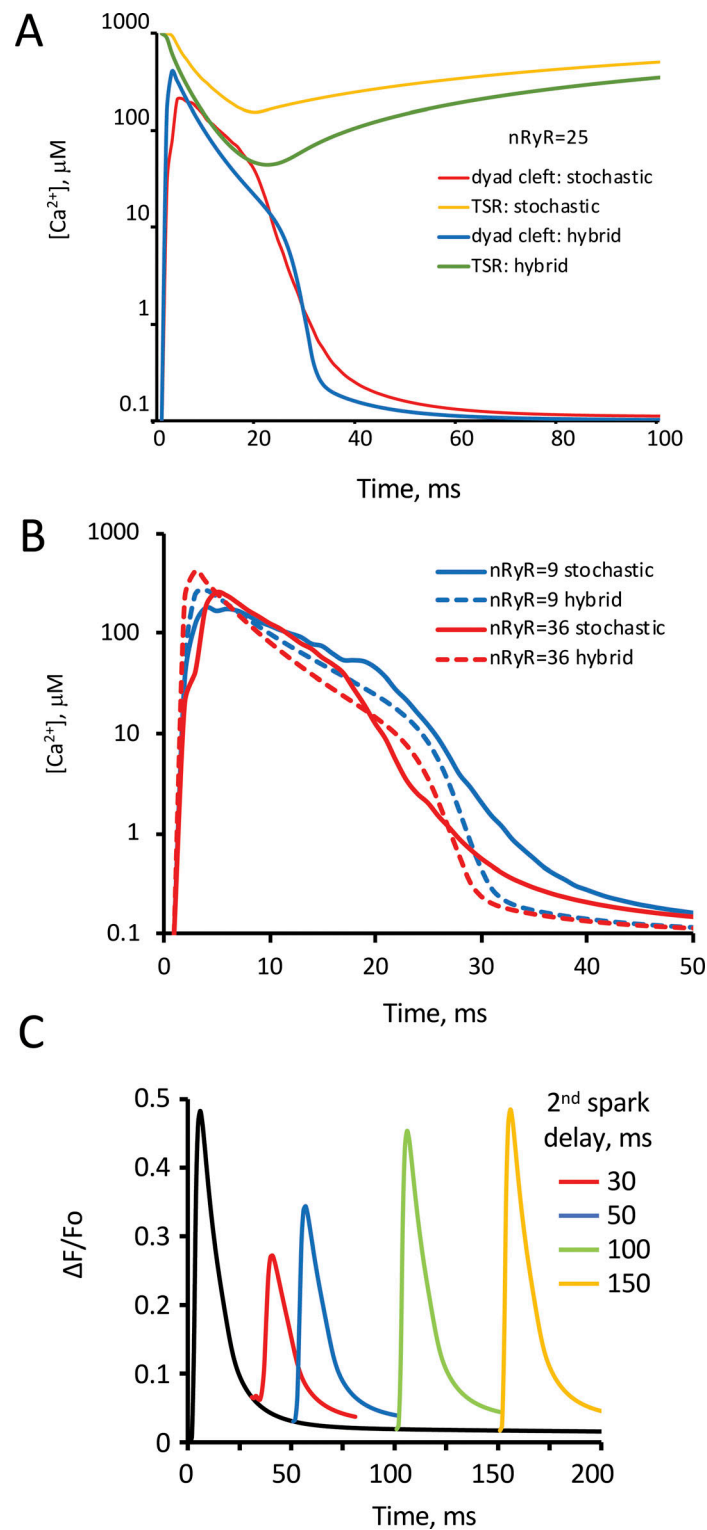 A
1000
100
10
1
0.1
[Ca2+], μM
nRyR=25
dyad cleft: stochastic
TSR: stochastic
dyad cleft: hybrid
TSR: hybrid
0 20 40 60 80 100
Time, ms
B
1000
100
10
1
0.1
[Ca2+], μM
nRyR=9 stochastic
nRyR=9 hybrid
nRyR=36 stochastic
nRyR=36 hybrid
0 10 20 30 40 50
Time, ms
C
0.5
0.4
0.3
0.2
0.1
0
ΔF/Fo
2nd spark
delay, ms
30
50
100
150
0 50 100 150 200
Time, ms